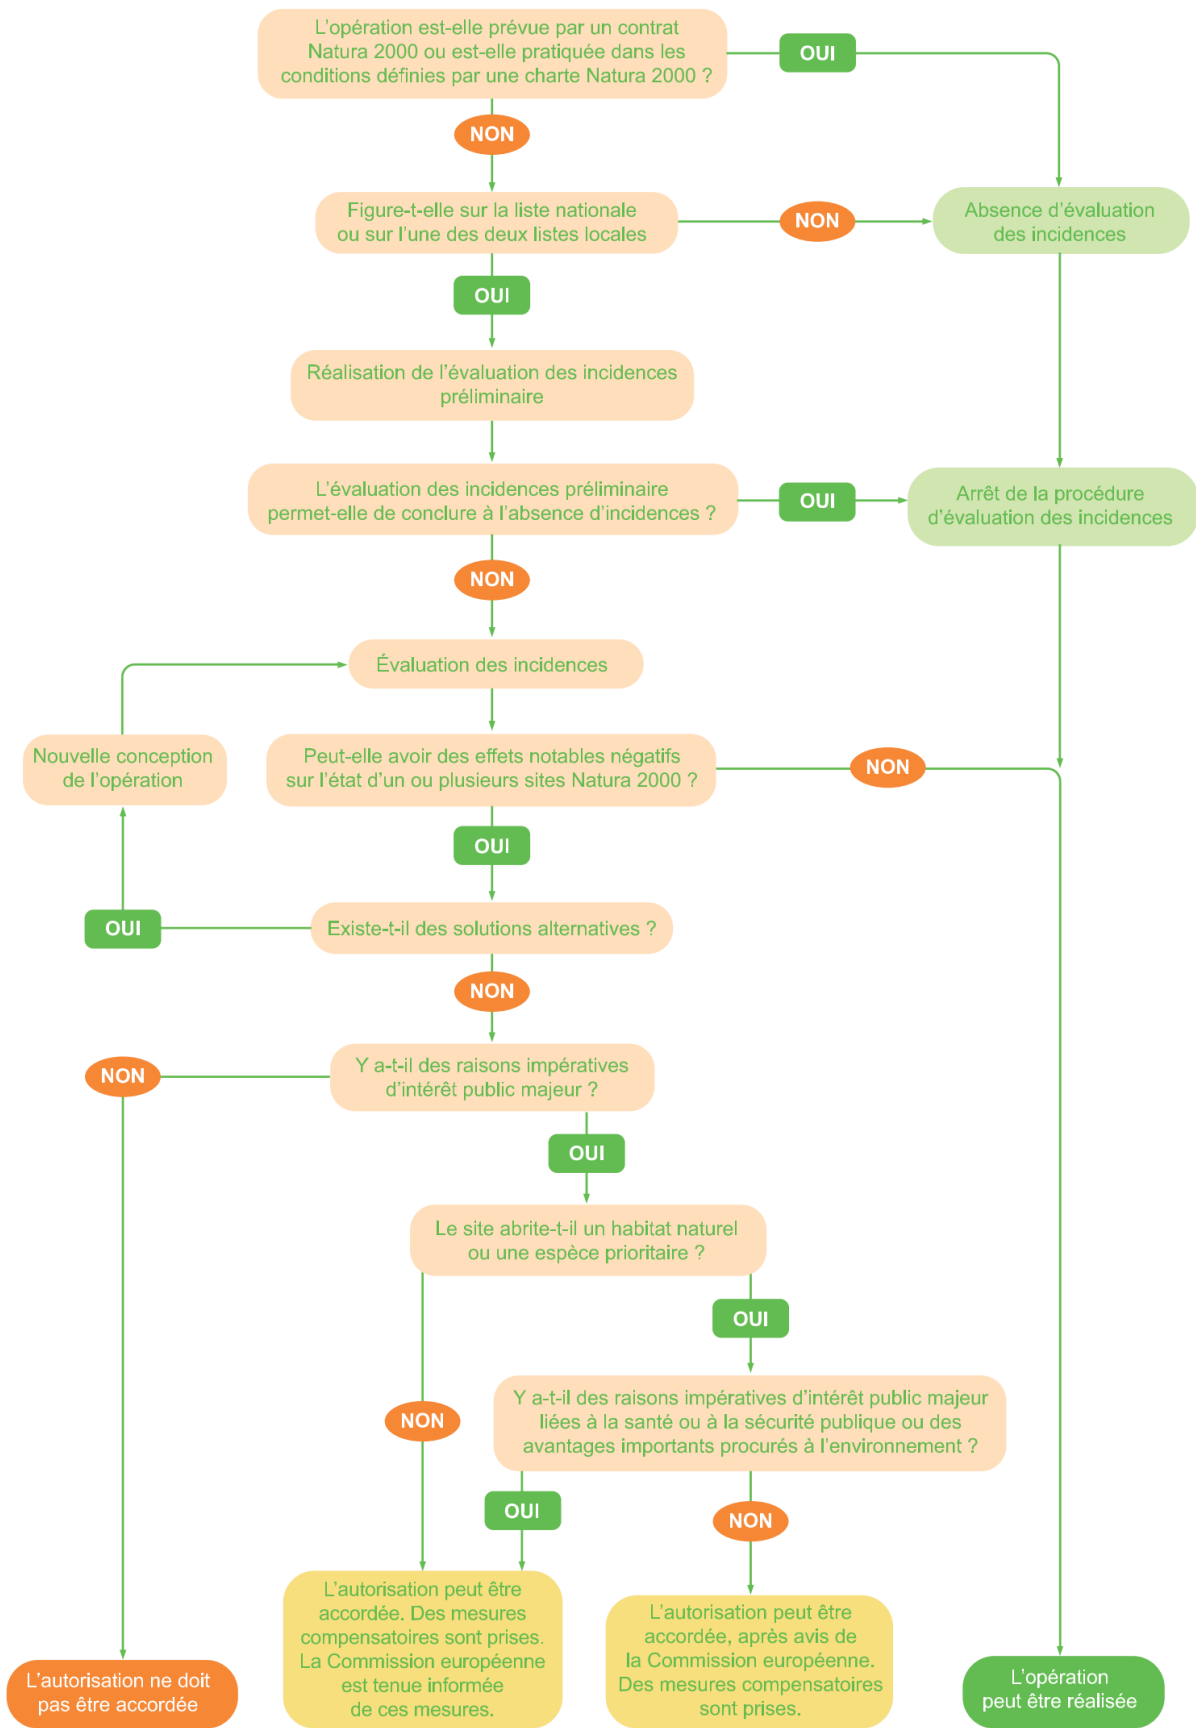 L'opération est-elle prévue par un contrat
Natura 2000 ou est-elle pratiquée dans les
conditions définies par une charte Natura 2000 ?
OUI
NON
Figure-t-elle sur la liste nationale
ou sur l'une des deux listes locales
NON
Absence d'évaluation
des incidences
OUI
Réalisation de l'évaluation des incidences
préliminaire
L'évaluation des incidences préliminaire
permet-elle de conclure à l'absence d'incidences ?
OUI
Arrêt de la procédure
d'évaluation des incidences
NON
Évaluation des incidences
Nouvelle conception
de l'opération
Peut-elle avoir des effets notables négatifs
sur l'état d'un ou plusieurs sites Natura 2000 ?
NON
OUI
OUI
Existe-t-il des solutions alternatives ?
NON
NON
Y a-t-il des raisons impératives
d'intérêt public majeur ?
OUI
Le site abrite-t-il un habitat naturel
ou une espèce prioritaire ?
OUI
NON
Y a-t-il des raisons impératives d'intérêt public majeur
liées à la santé ou à la sécurité publique ou des
avantages importants procurés à l'environnement ?
OUI
NON
L'autorisation ne doit
pas être accordée
L'autorisation peut être
accordée. Des mesures
compensatoires sont prises.
La Commission européenne
est tenue informée
de ces mesures.
L'autorisation peut être
accordée, après avis de
la Commission européenne.
Des mesures compensatoires
sont prises.
L'opération
peut être réalisée